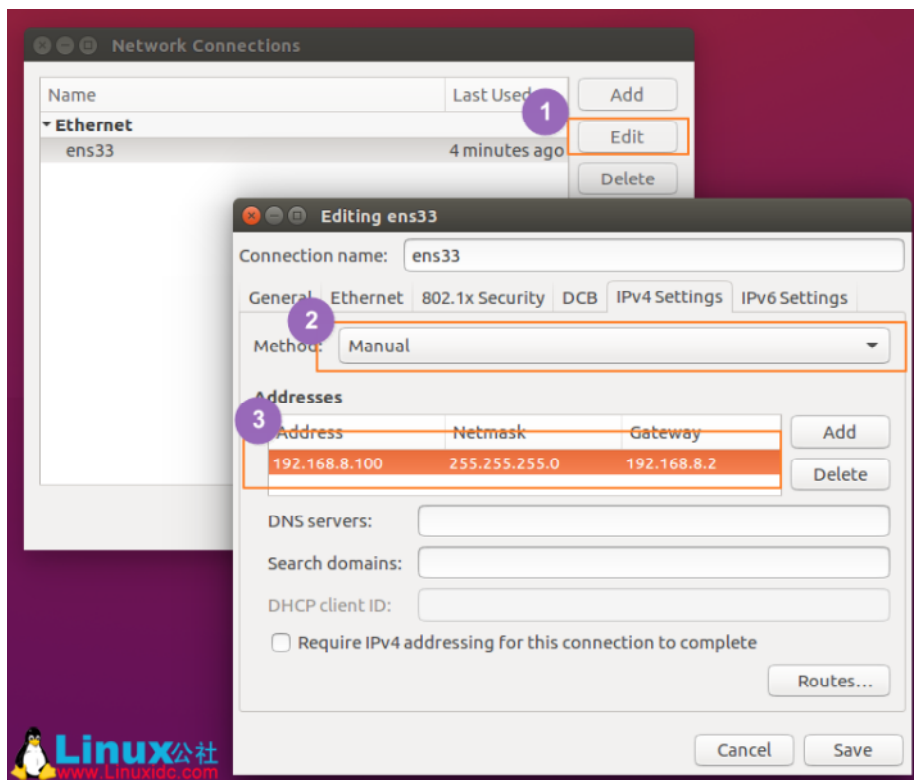 Network Connections
Name Last Used Add
1
Ethernet Edit
ens33 4 minutes ago
Delete
Editing ens33
Connection name: ens33
General Ethernet 802.1x Security DCB IPv4 Settings IPv6 Settings
2
Method: Manual
Addresses
3
Address Netmask Gateway Add
192.168.8.100 255.255.255.0 192.168.8.2
Delete
DNS servers:
Search domains:
DHCP client ID:
Require IPv4 addressing for this connection to complete
Routes...
Cancel Save
Linux公社
www.Linuxidc.com